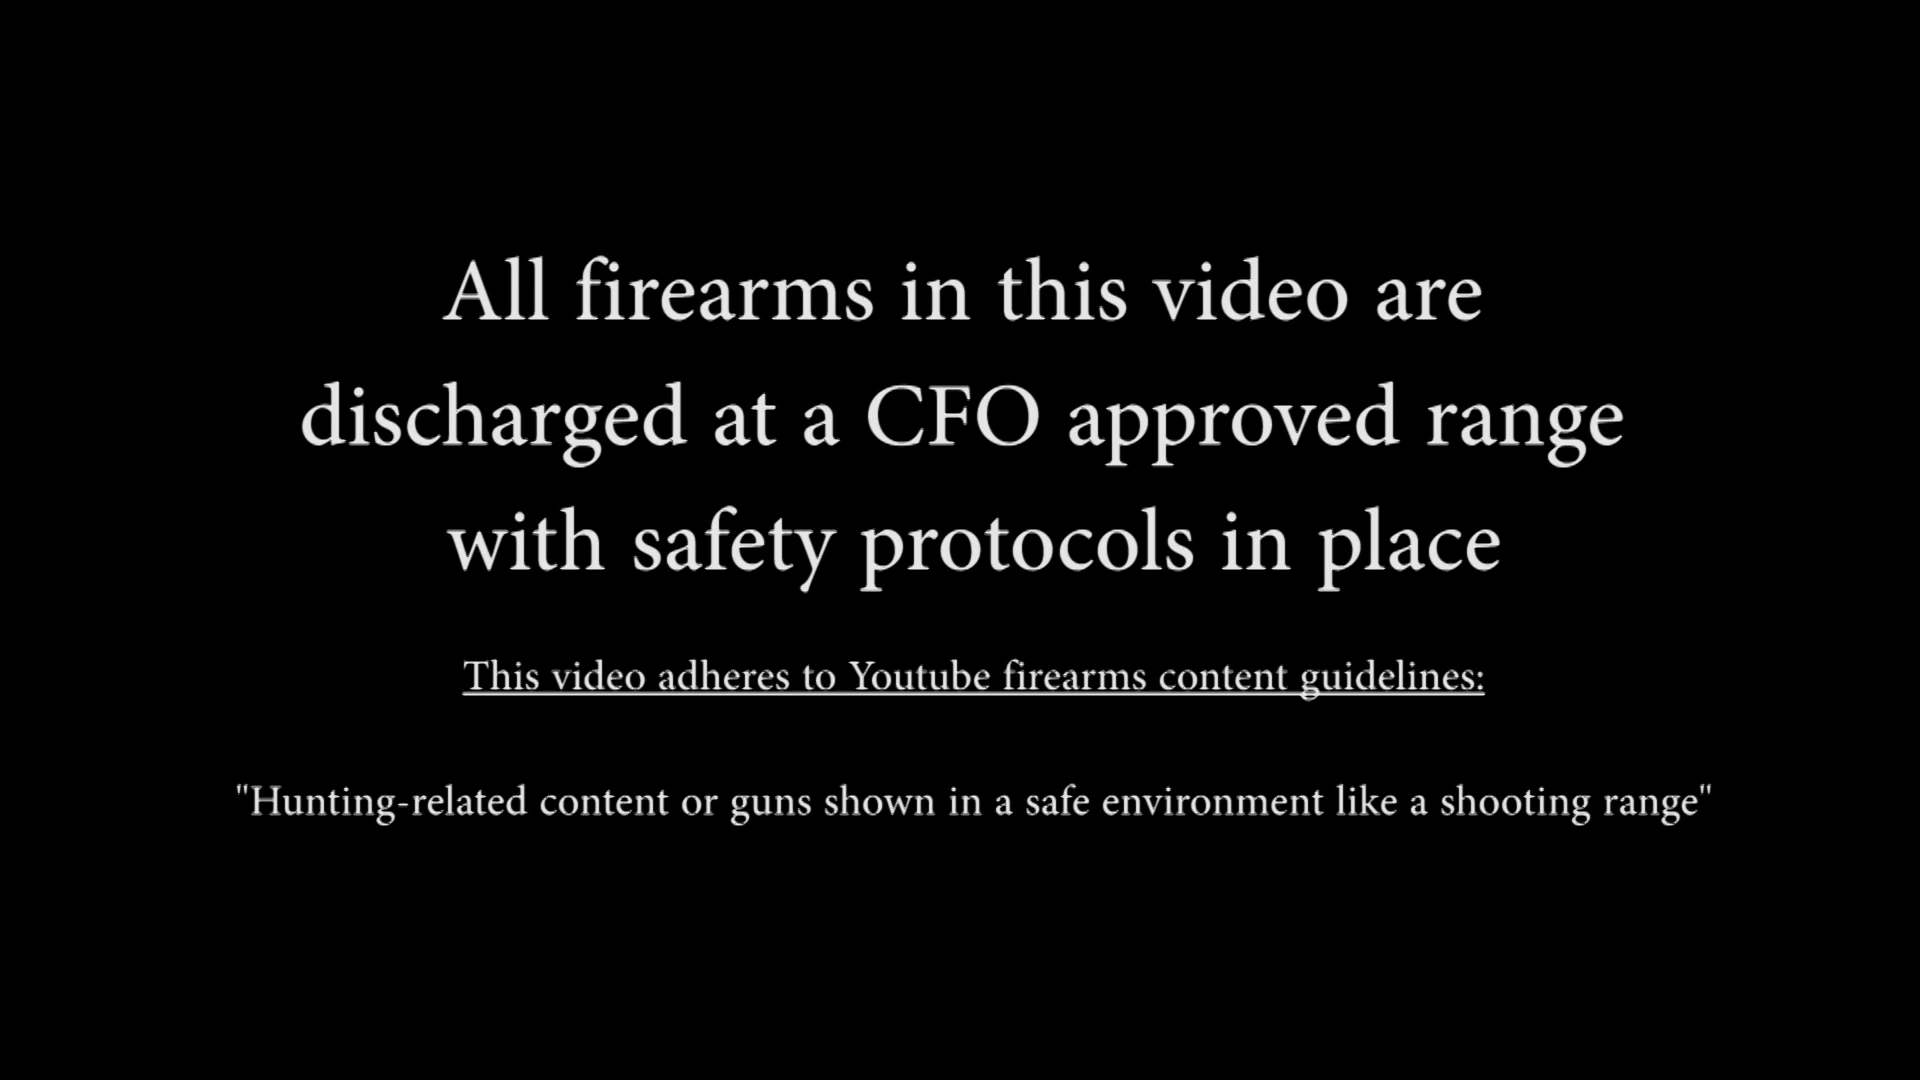 All firearms in this video are
discharged at a CFO approved range
with safety protocols in place
This video adheres to Youtube firearms content guidelines:
"Hunting-related content or guns shown in a safe environment like a shooting range"